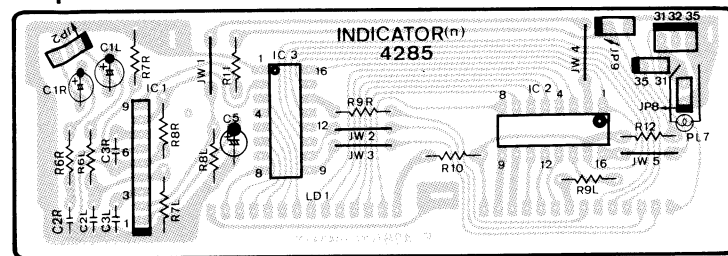 INDICATOR(n)
4285
JP2
C1L
C1R
R7R
JW 1
R11
IC 3
1
16
4
12
8
9
LD 1
IC 1
9
6
3
1
R8R
R7L
R6R
R6L
C3R
C2R
C2L
C3L
R8L
C5
R9R
JW 2
JW 3
R10
JW 4
JP9
31 32 35
35
31
JP8
PL7
IC 2
8
4
1
9
12
16
R12
JW 5
R9L